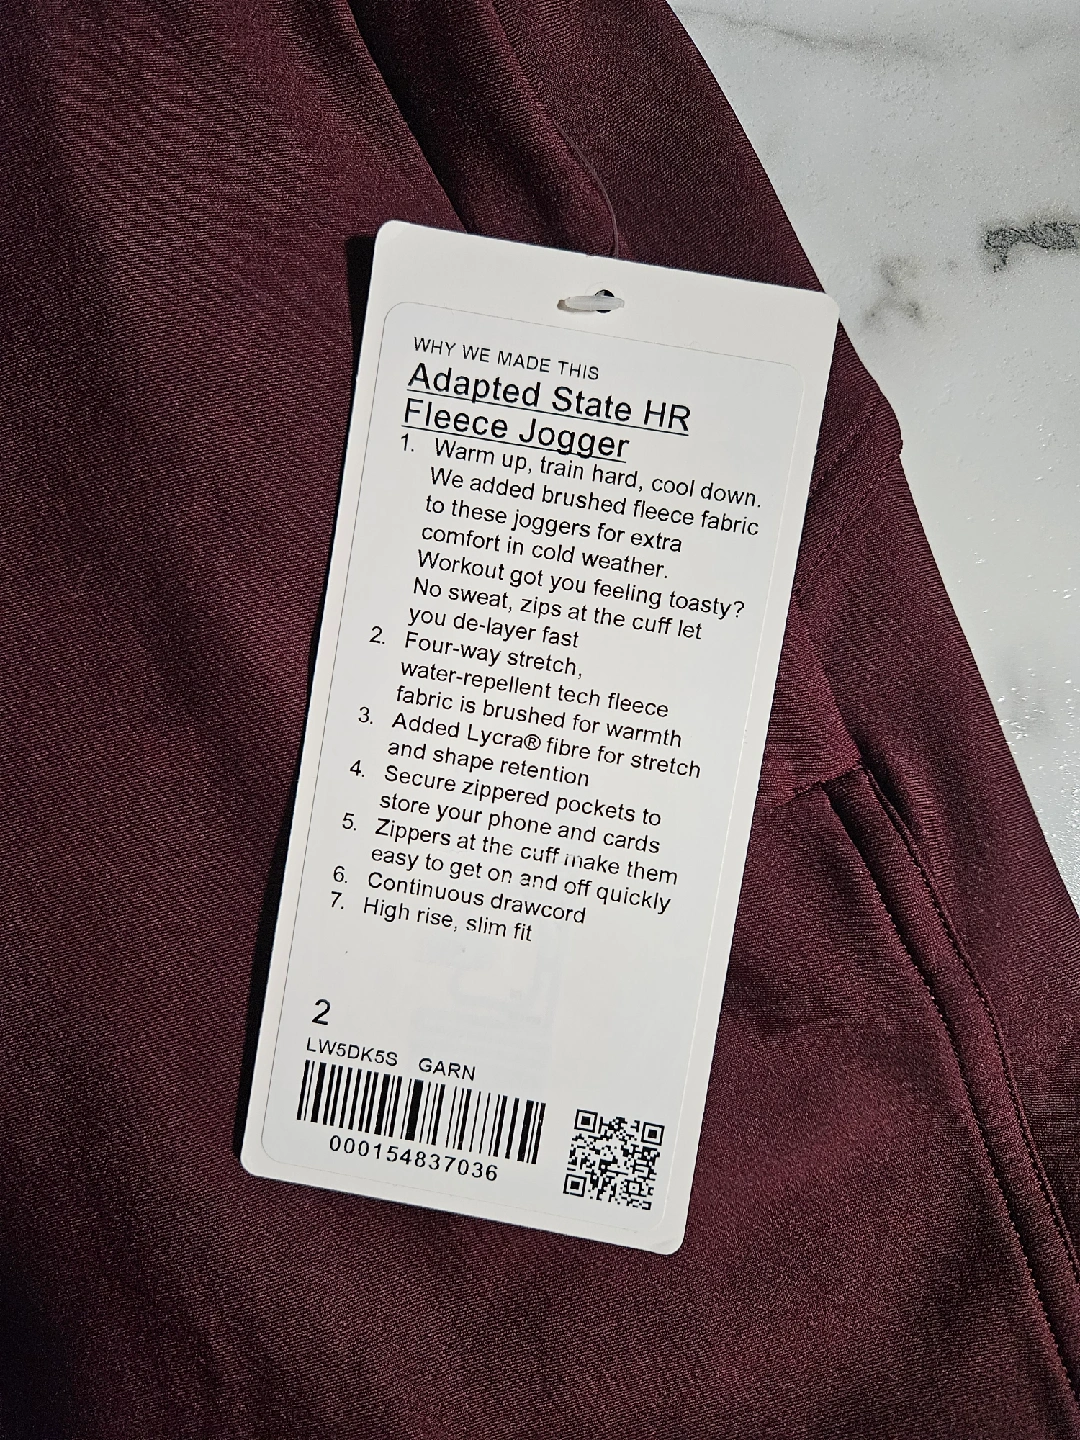 WHY WE MADE THIS
Adapted State HR
Fleece Jogger
1. Warm up, train hard, cool down.
We added brushed fleece fabric
to these joggers for extra
comfort in cold weather.
Workout got you feeling toasty?
No sweat, zips at the cuff let
you de-layer fast
2. Four-way stretch,
water-repellent tech fleece
fabric is brushed for warmth
3. Added Lycra® fibre for stretch
and shape retention
4. Secure zippered pockets to
store your phone and cards
5. Zippers at the cuff make them
easy to get on and off quickly
6. Continuous drawcord
7. High rise, slim fit
2
LW5DK5S GARN
000154837036